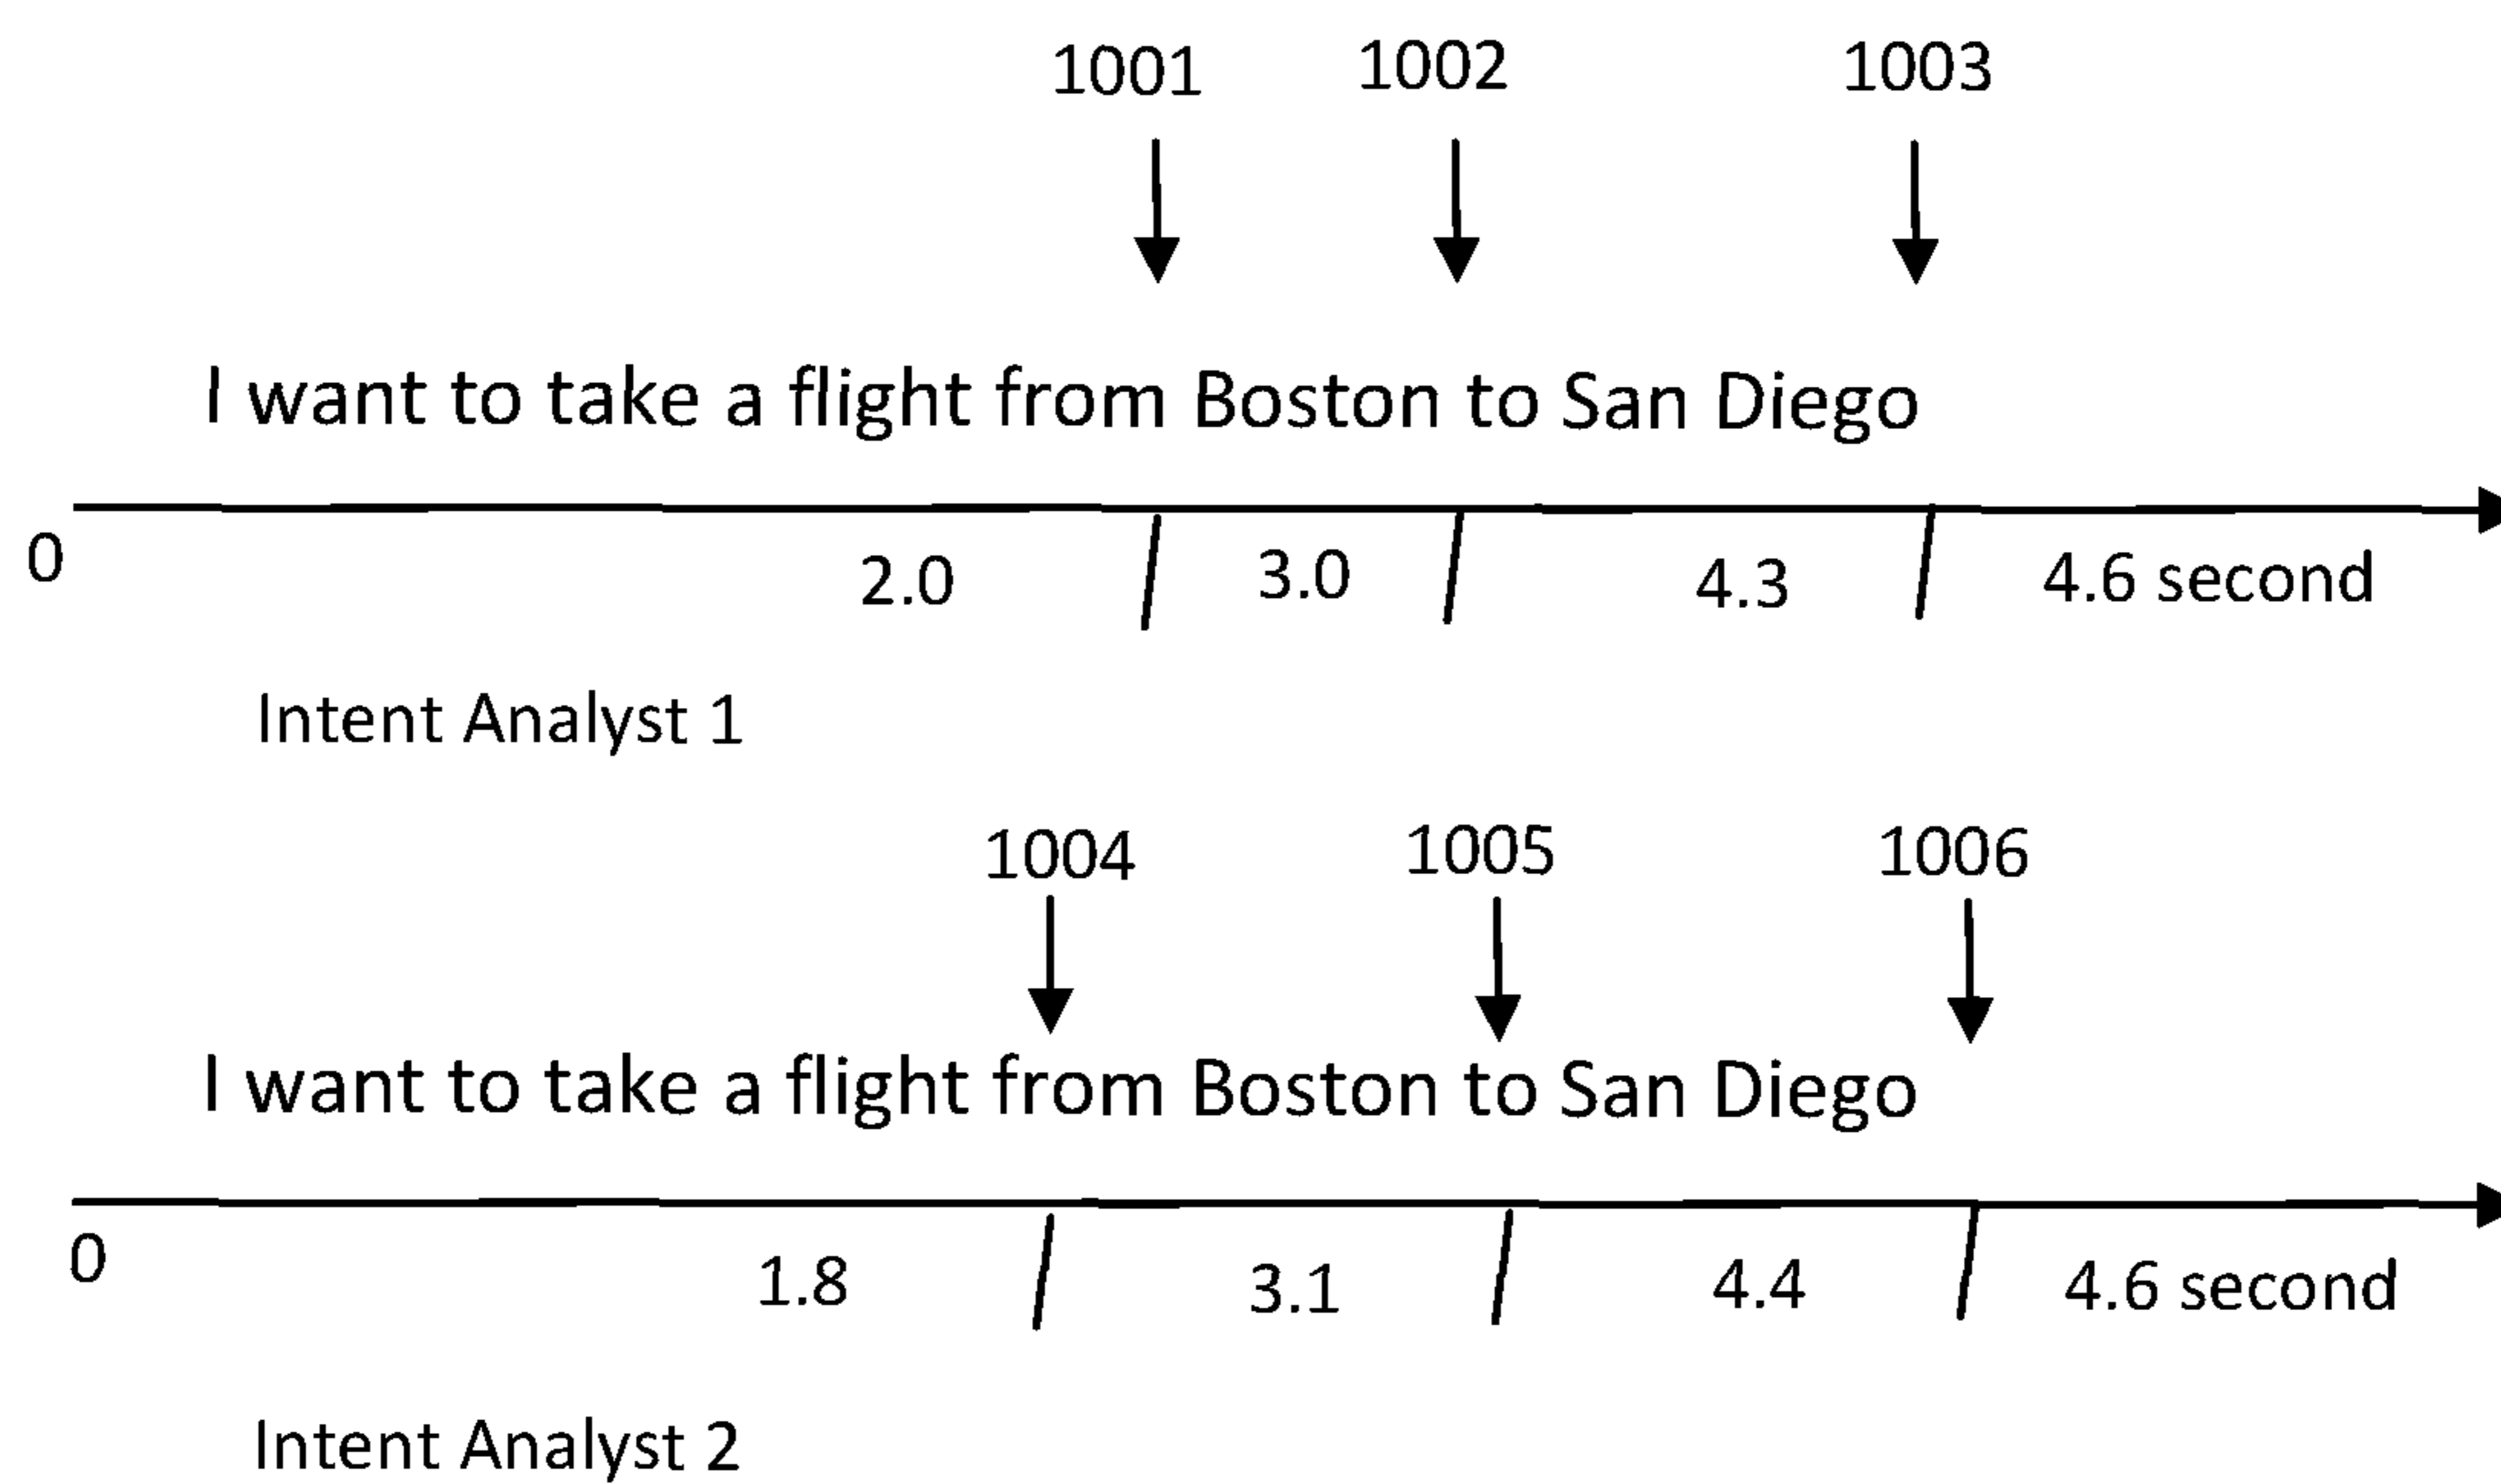 1001 1002 1003
I want to take a flight from Boston to San Diego
0 2.0 3.0 4.3 4.6 second
Intent Analyst 1
1004 1005 1006
I want to take a flight from Boston to San Diego
0 1.8 3.1 4.4 4.6 second
Intent Analyst 2